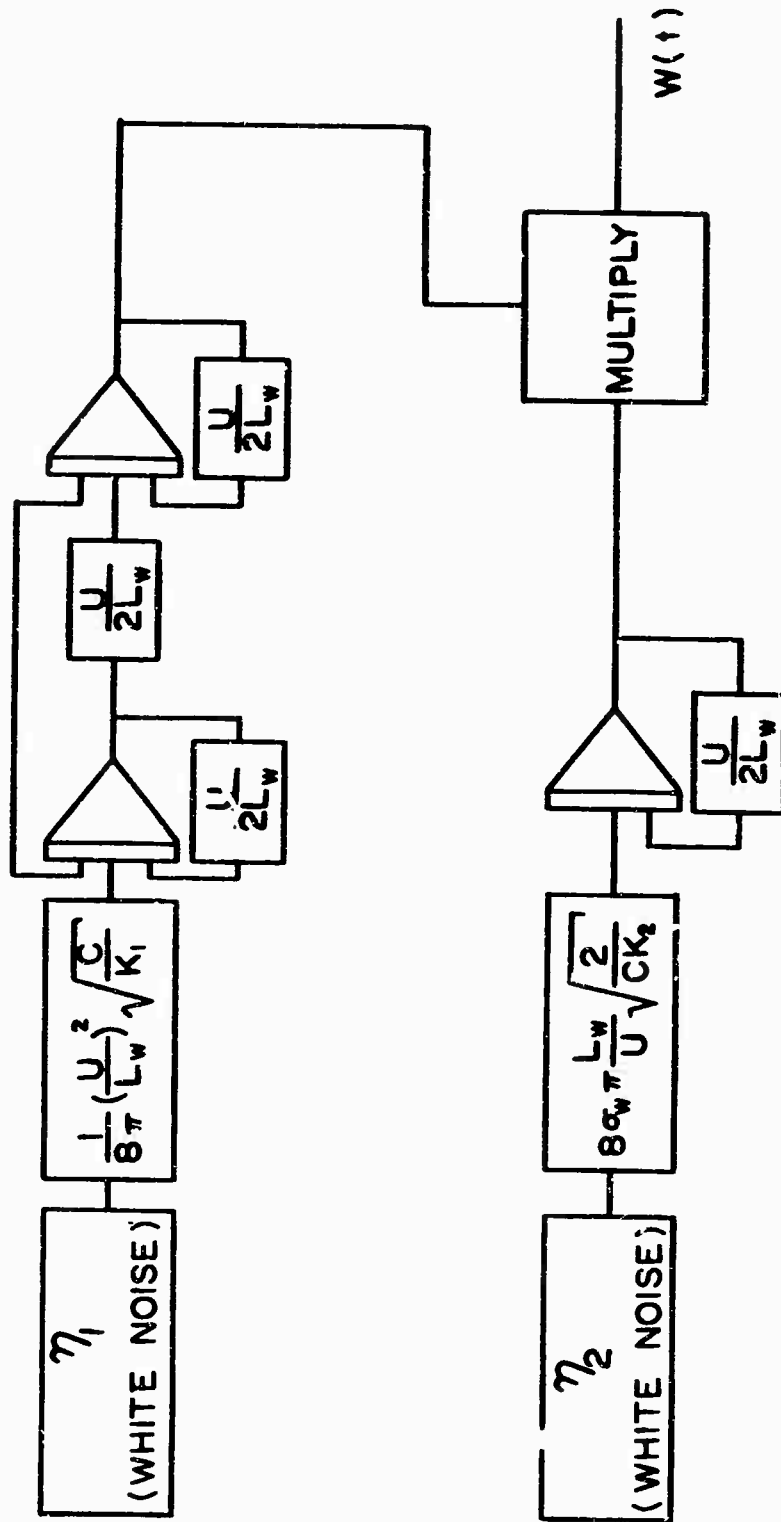 η₁
(WHITE NOISE)
1/8π (U/Lw)² √C/K₁
U/2Lw
U/2Lw
U/2Lw
η₂
(WHITE NOISE)
8σwπ Lw/U √2/CK₂
U/2Lw
MULTIPLY
W(t)